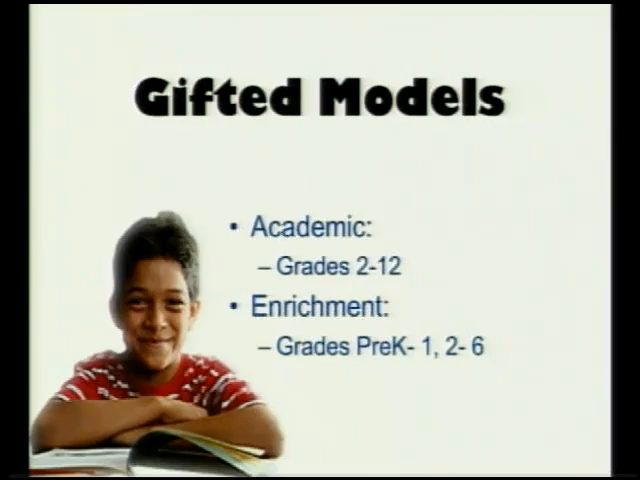 Gifted Models
• Academic:
– Grades 2-12
• Enrichment:
– Grades PreK- 1, 2- 6